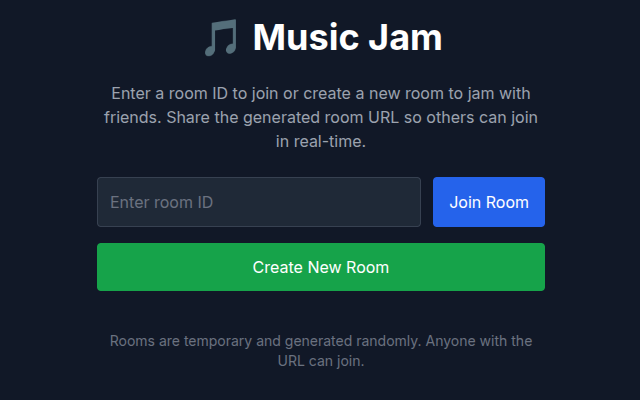 🎵 Music Jam
Enter a room ID to join or create a new room to jam with
friends. Share the generated room URL so others can join
in real-time.
Enter room ID
Join Room
Create New Room
Rooms are temporary and generated randomly. Anyone with the
URL can join.